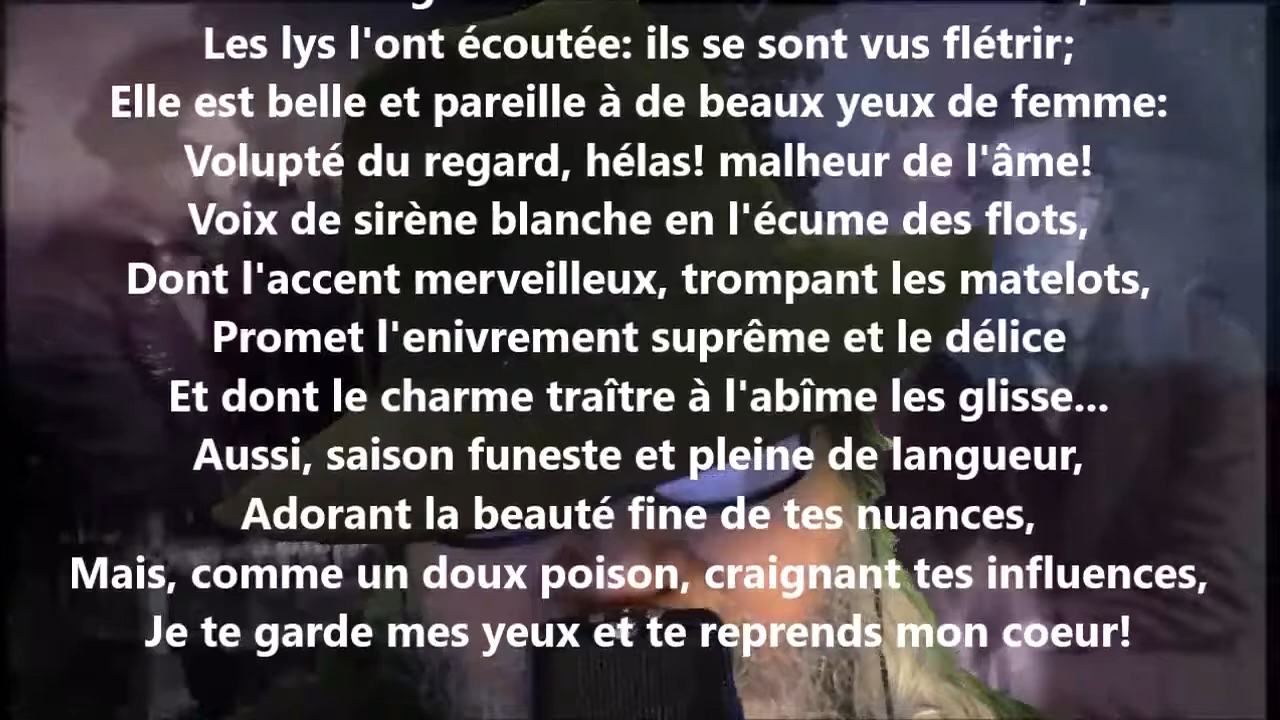 Les lys l'ont écoutée: ils se sont vus flétrir;
Elle est belle et pareille à de beaux yeux de femme:
Volupté du regard, hélas! malheur de l'âme!
Voix de sirène blanche en l'écume des flots,
Dont l'accent merveilleux, trompant les matelots,
Promet l'enivrement suprême et le délice
Et dont le charme traître à l'abîme les glisse...
Aussi, saison funeste et pleine de langueur,
Adorant la beauté fine de tes nuances,
Mais, comme un doux poison, craignant tes influences,
Je te garde mes yeux et te reprends mon coeur!